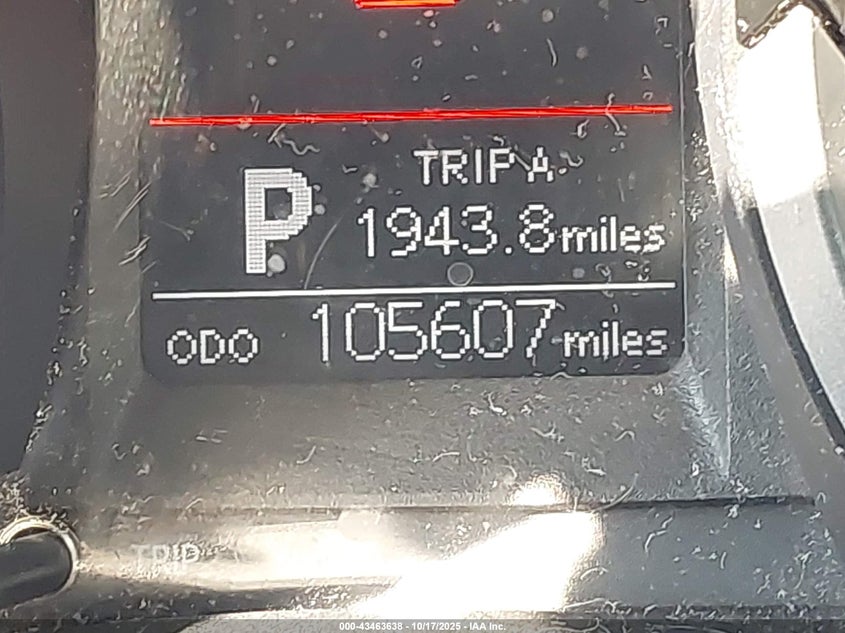 TRIP A
P
1943.8 miles
ODO 105607 miles
TRIP
000-43463638 - 10/17/2025 - IAA Inc.